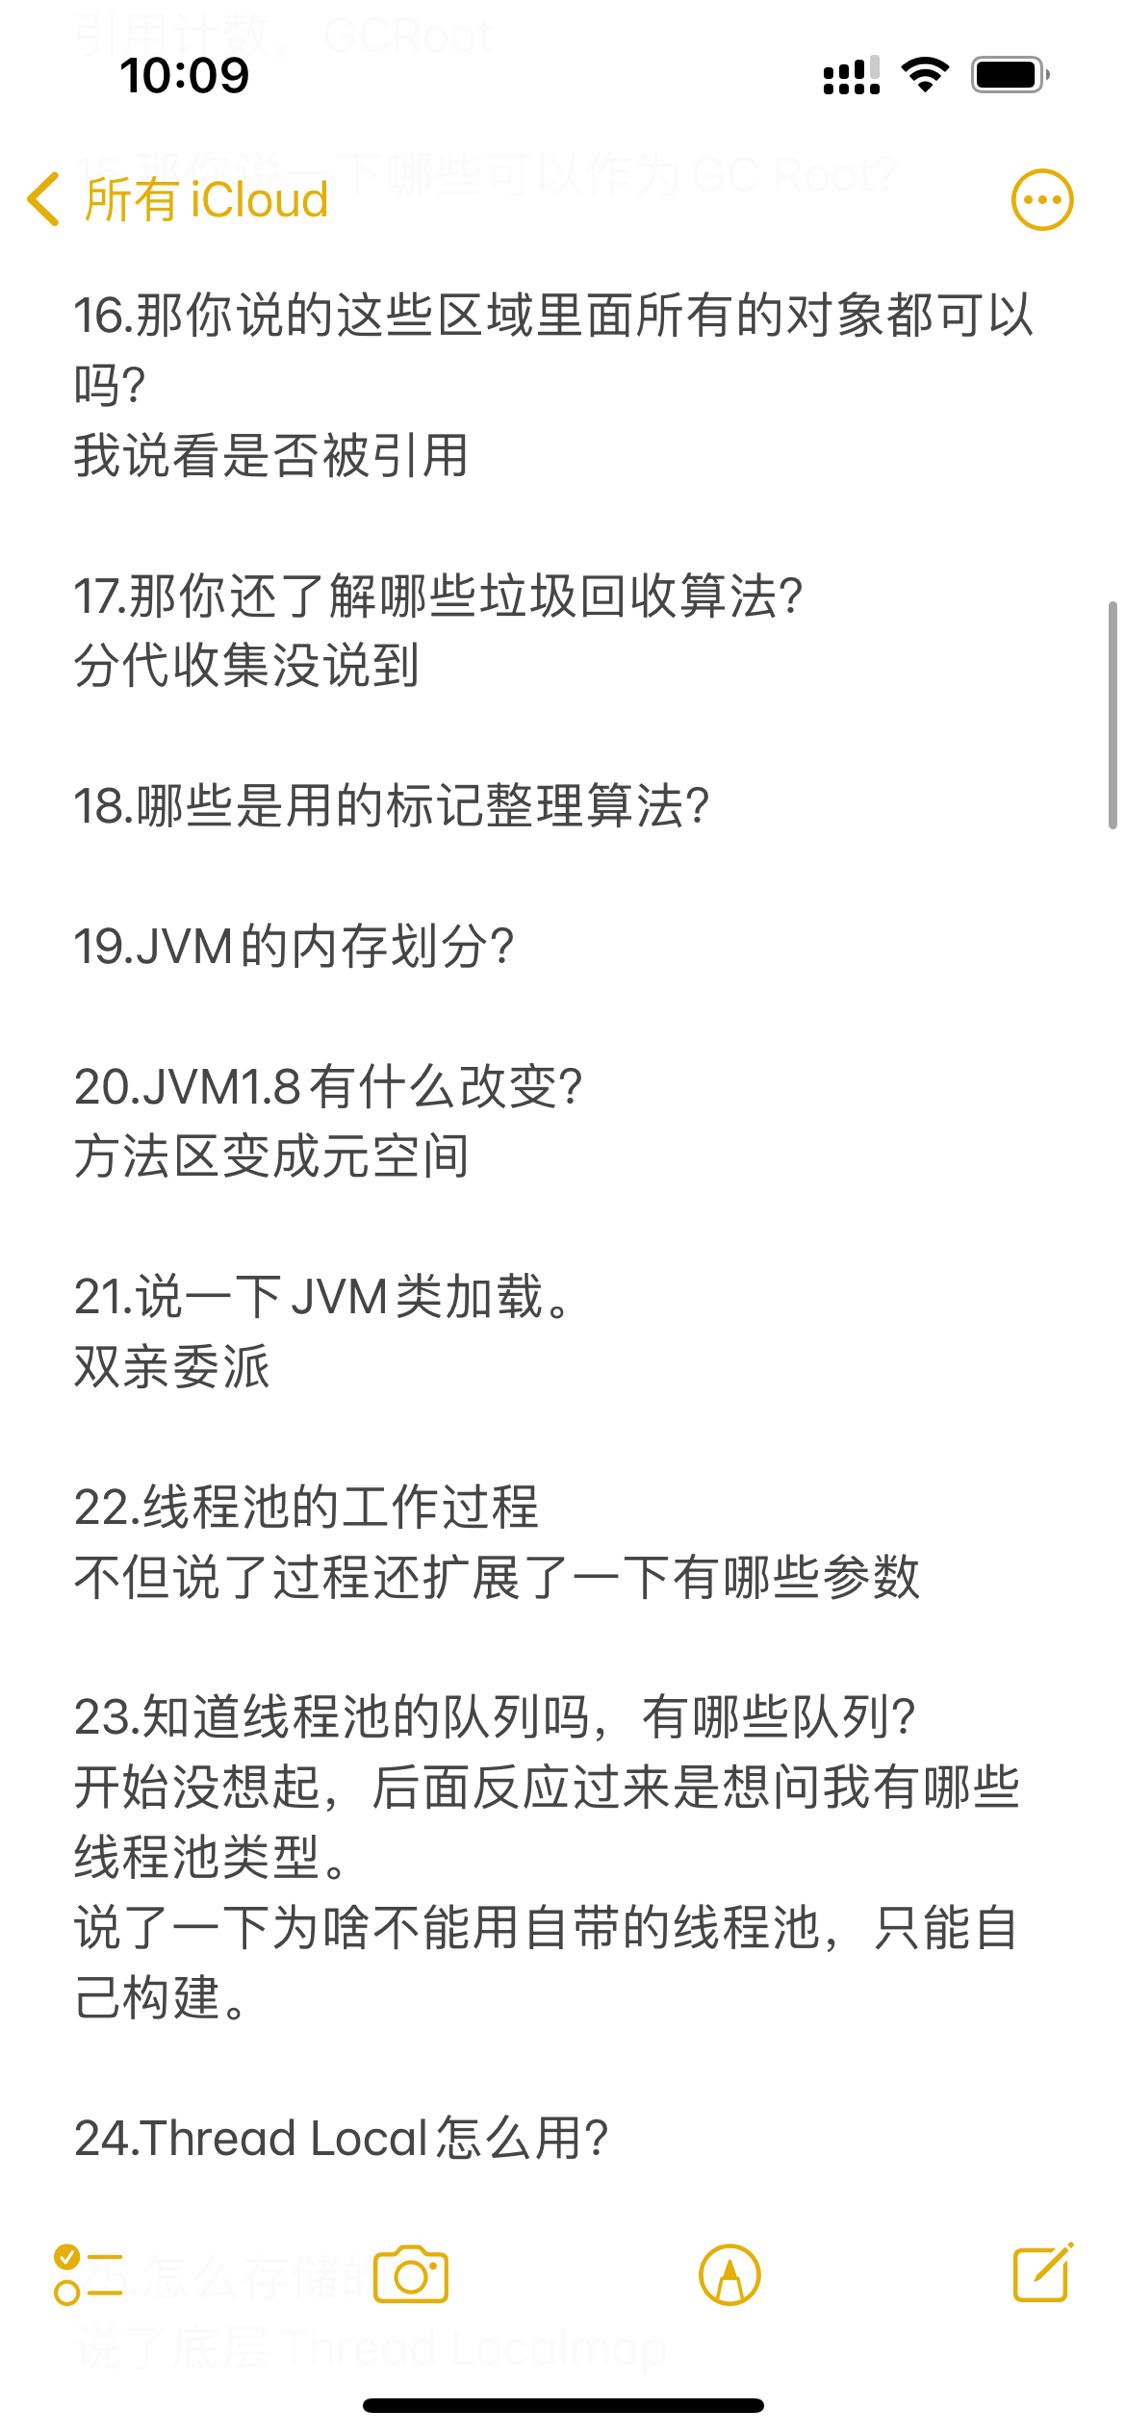 引用计数，GCRoot
10:09
15.那你说一下哪些可以作为 GC Root?
所有 iCloud
16.那你说的这些区域里面所有的对象都可以
吗?
我说看是否被引用
17.那你还了解哪些垃圾回收算法?
分代收集没说到
18.哪些是用的标记整理算法?
19.JVM的内存划分?
20.JVM1.8有什么改变?
方法区变成元空间
21.说一下JVM类加载。
双亲委派
22.线程池的工作过程
不但说了过程还扩展了一下有哪些参数
23.知道线程池的队列吗，有哪些队列?
开始没想起，后面反应过来是想问我有哪些
线程池类型。
说了一下为啥不能用自带的线程池，只能自
己构建。
24.Thread Local怎么用?
25.怎么存储的
说了底层Thread Localmap